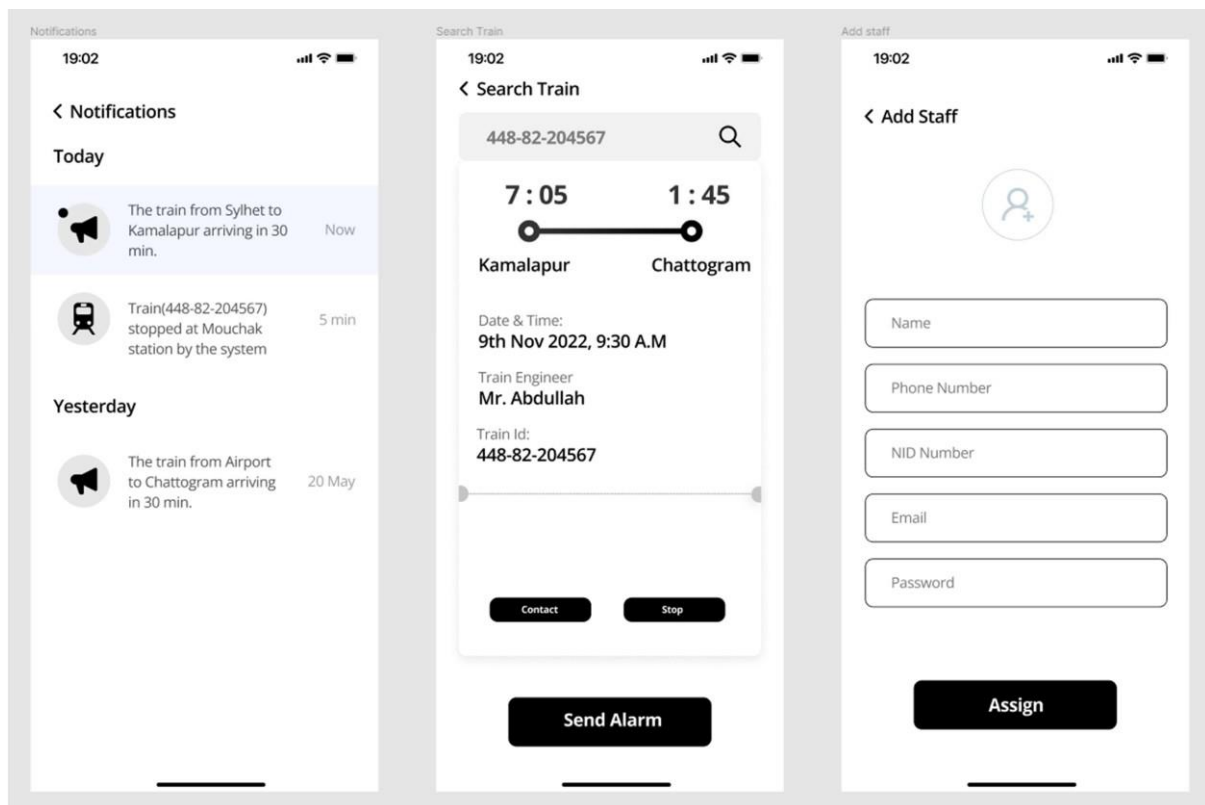 Notifications
19:02
Notifications
Today
The train from Sylhet to
Kamalapur arriving in 30
min.
Now
Train(448-82-204567)
stopped at Mouchak
station by the system
5 min
Yesterday
The train from Airport
to Chattogram arriving
in 30 min.
20 May
Search Train
19:02
Search Train
448-82-204567
7 : 05
1 : 45
Kamalapur
Chattogram
Date & Time:
9th Nov 2022, 9:30 A.M
Train Engineer
Mr. Abdullah
Train Id:
448-82-204567
Contact
Stop
Send Alarm
Add staff
19:02
Add Staff
Name
Phone Number
NID Number
Email
Password
Assign